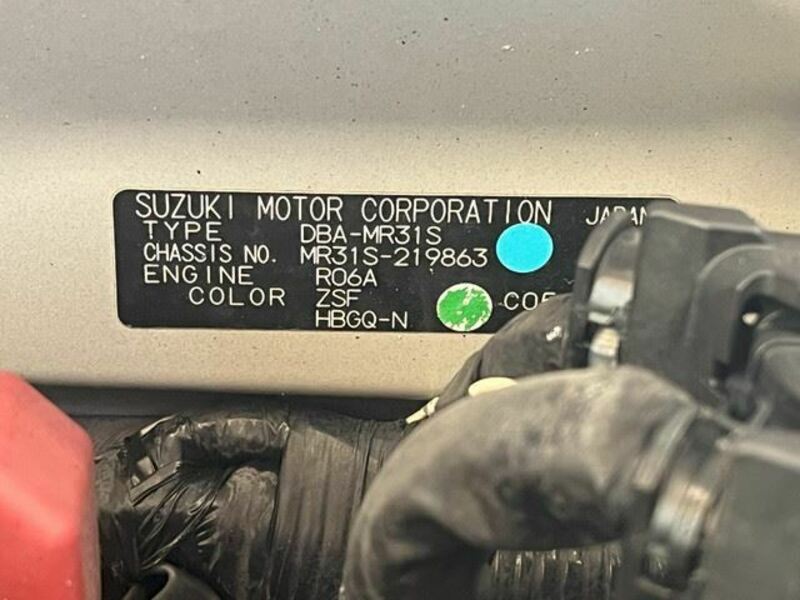 SUZUKI MOTOR CORPORATION
TYPE DBA-MR31S
CHASSIS NO. MR31S-219863
ENGINE R06A
COLOR ZSF
HBGQ-N